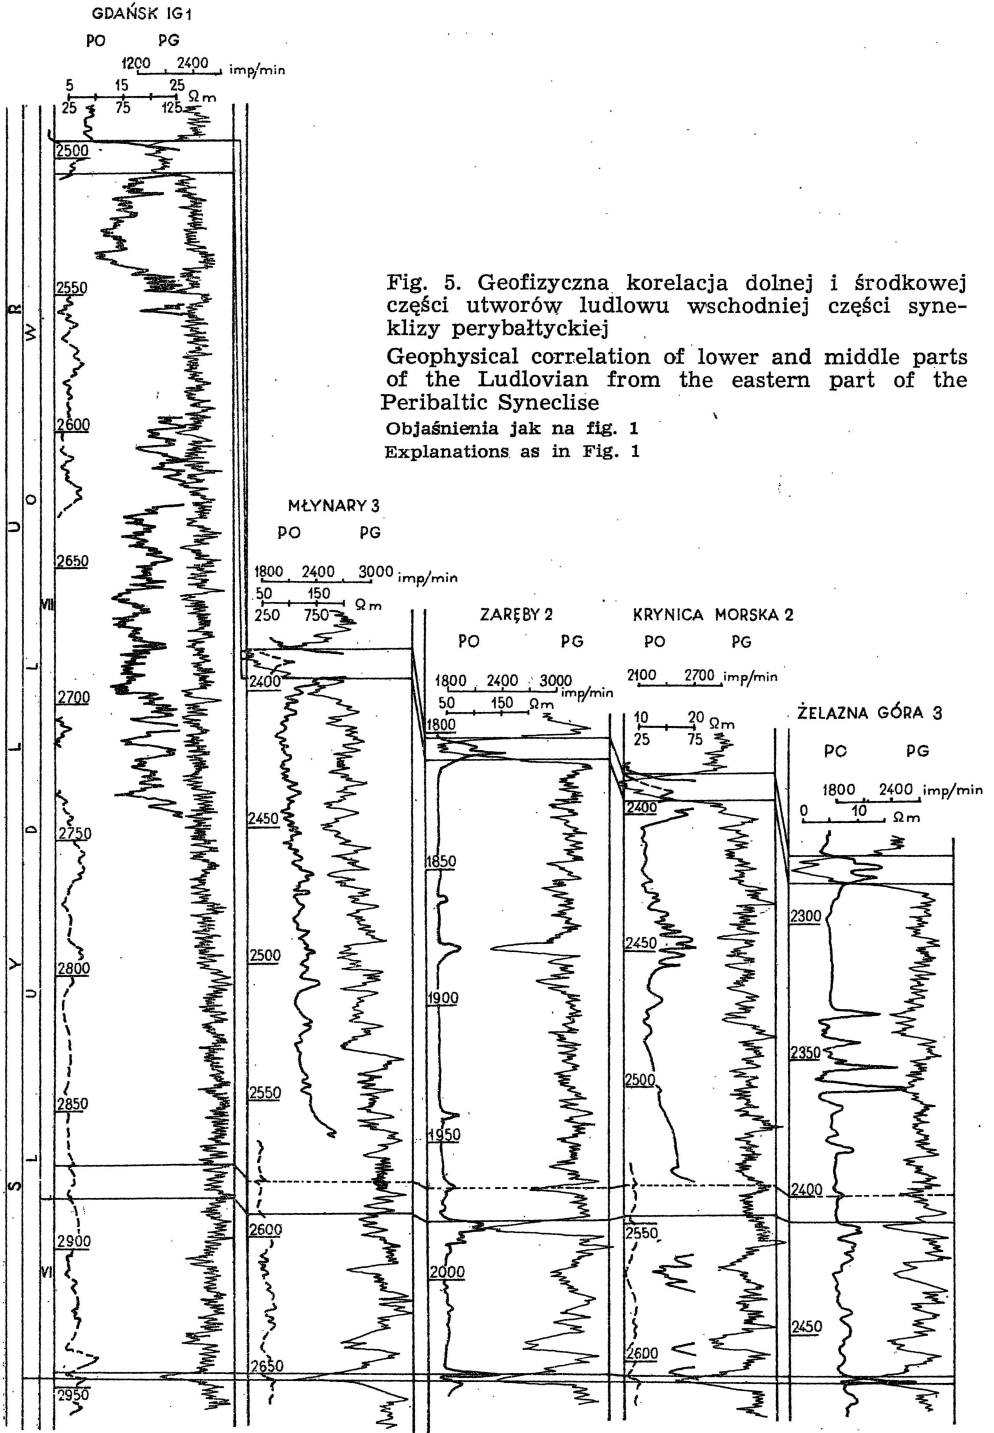 GDAŃSK IG1
PO PG
1200 2400 imp/min
5 15 25 Ωm
25 75 125
2500
2550
2600
2650
2700
2750
2800
2850
2900
2950
SYLUR
LUDLOW
VII
VI
Fig. 5. Geofizyczna korelacja dolnej i środkowej
części utworów ludlowu wschodniej części syne-
klizy perybałtyckiej
Geophysical correlation of lower and middle parts
of the Ludlovian from the eastern part of the
Peribaltic Syneclise
Objaśnienia jak na fig. 1
Explanations as in Fig. 1
MŁYNARY 3
PO PG
1800 2400 3000 imp/min
50 150 Ωm
250 750
2400
2450
2500
2550
2600
2650
ZARĘBY 2
PO PG
1800 2400 3000 imp/min
50 150 Ωm
1800
1850
1900
1950
2000
KRYNICA MORSKA 2
PO PG
2100 2700 imp/min
10 20 Ωm
25 75
2400
2450
2500
2550
2600
ŻELAZNA GÓRA 3
PO PG
1800 2400 imp/min
0 10 Ωm
2300
2350
2400
2450